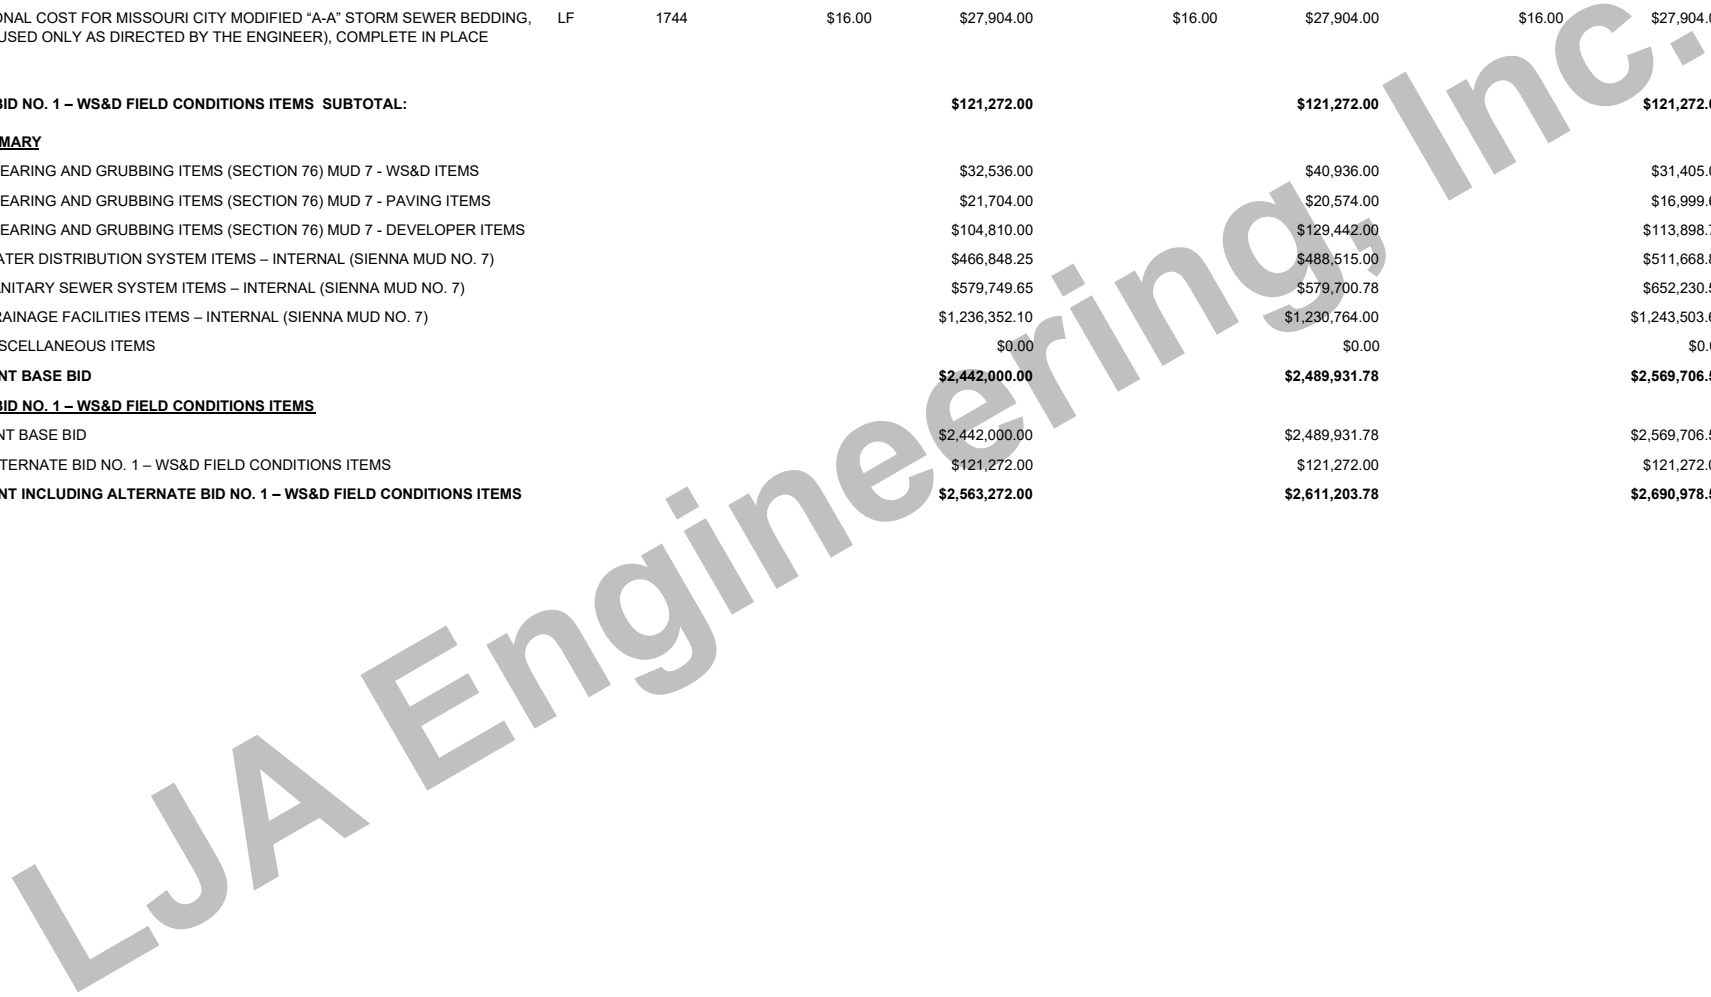 ONAL COST FOR MISSOURI CITY MODIFIED “A-A” STORM SEWER BEDDING, LF 1744 $16.00 $27,904.00 $16.00 $27,904.00 $16.00 $27,904.
USED ONLY AS DIRECTED BY THE ENGINEER), COMPLETE IN PLACE
BID NO. 1 – WS&D FIELD CONDITIONS ITEMS SUBTOTAL: $121,272.00 $121,272.00 $121,272.
MARY
EARING AND GRUBBING ITEMS (SECTION 76) MUD 7 - WS&D ITEMS $32,536.00 $40,936.00 $31,405.
EARING AND GRUBBING ITEMS (SECTION 76) MUD 7 - PAVING ITEMS $21,704.00 $20,574.00 $16,999.
EARING AND GRUBBING ITEMS (SECTION 76) MUD 7 - DEVELOPER ITEMS $104,810.00 $129,442.00 $113,898.
ATER DISTRIBUTION SYSTEM ITEMS – INTERNAL (SIENNA MUD NO. 7) $466,848.25 $488,515.00 $511,668.
ANITARY SEWER SYSTEM ITEMS – INTERNAL (SIENNA MUD NO. 7) $579,749.65 $579,700.78 $652,230.
RAINAGE FACILITIES ITEMS – INTERNAL (SIENNA MUD NO. 7) $1,236,352.10 $1,230,764.00 $1,243,503.
SCELLANEOUS ITEMS $0.00 $0.00 $0.
NT BASE BID $2,442,000.00 $2,489,931.78 $2,569,706.
BID NO. 1 – WS&D FIELD CONDITIONS ITEMS
NT BASE BID $2,442,000.00 $2,489,931.78 $2,569,706.
TERNATE BID NO. 1 – WS&D FIELD CONDITIONS ITEMS $121,272.00 $121,272.00 $121,272.
NT INCLUDING ALTERNATE BID NO. 1 – WS&D FIELD CONDITIONS ITEMS $2,563,272.00 $2,611,203.78 $2,690,978.
LJA Engineering, Inc.